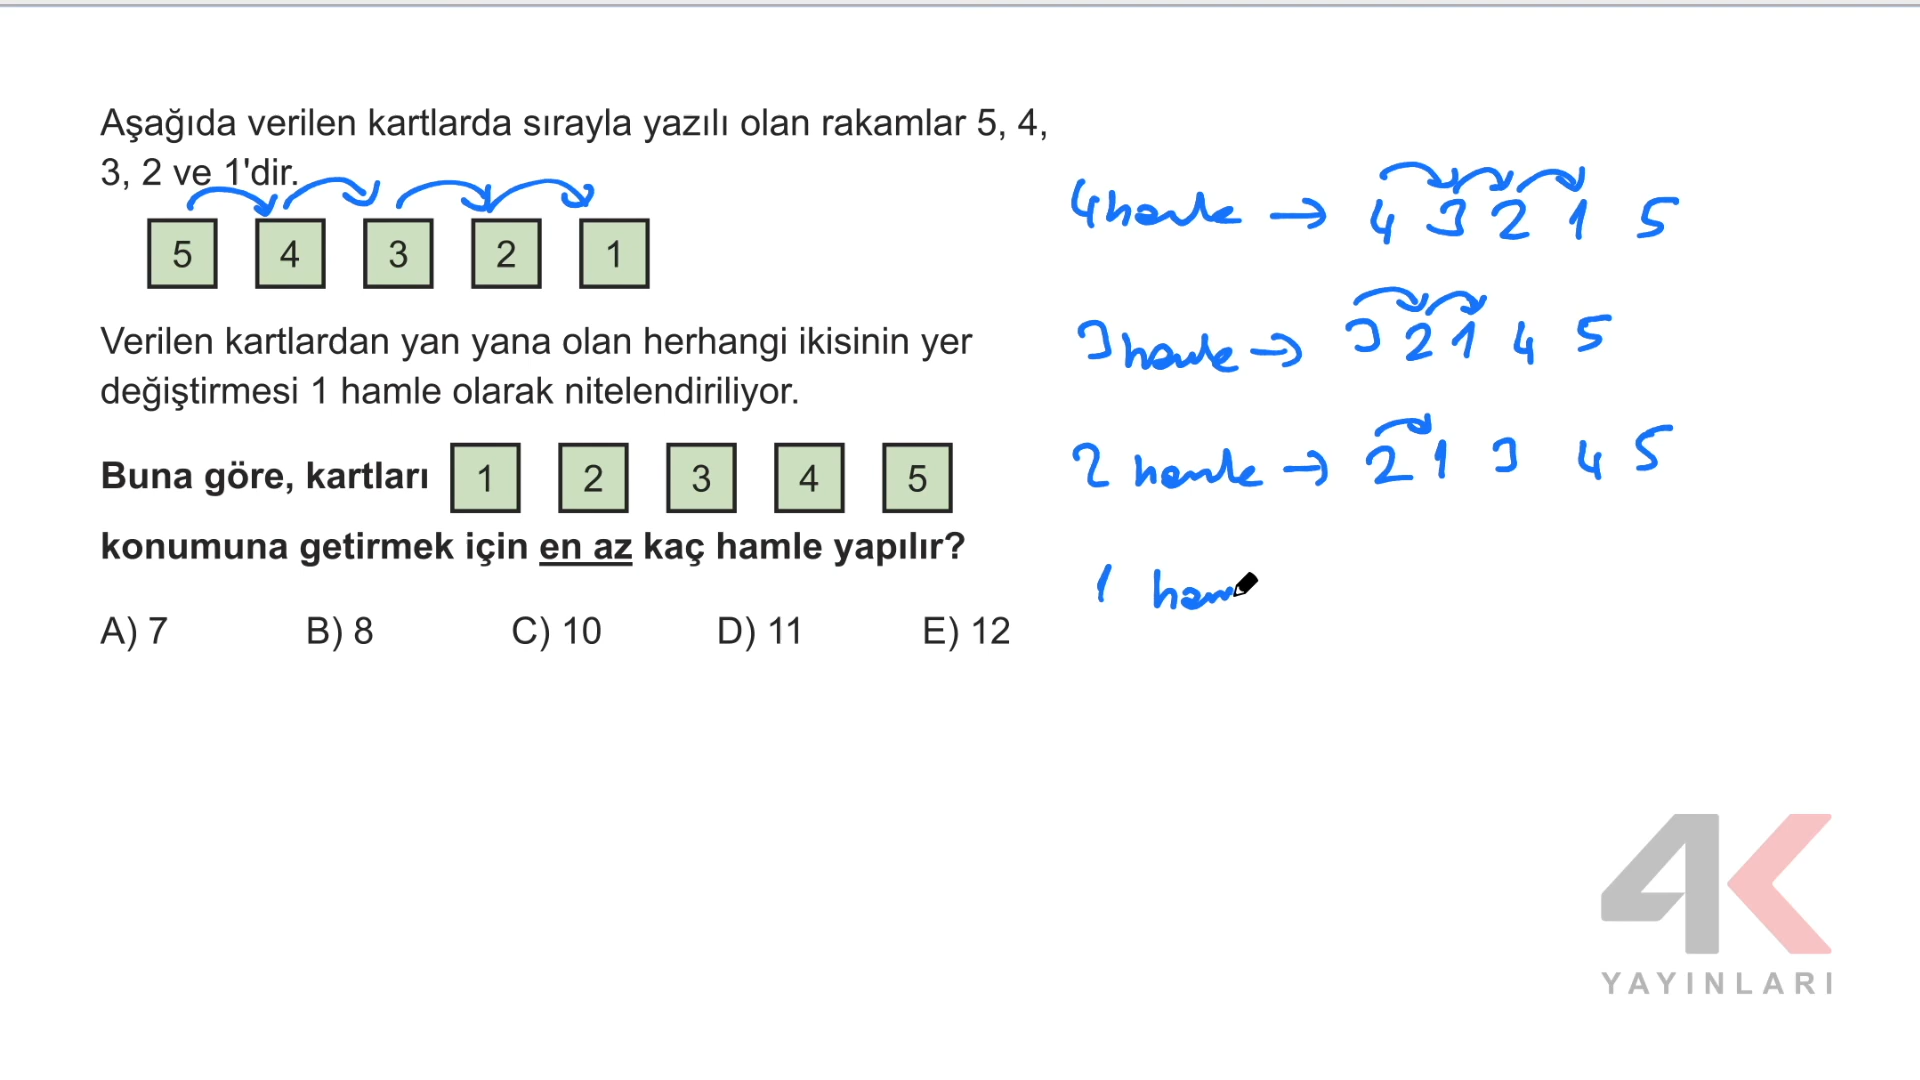 Aşağıda verilen kartlarda sırayla yazılı olan rakamlar 5, 4,
3, 2 ve 1'dir.
5 4 3 2 1
Verilen kartlardan yan yana olan herhangi ikisinin yer
değiştirmesi 1 hamle olarak nitelendiriliyor.
Buna göre, kartları 1 2 3 4 5
konumuna getirmek için en az kaç hamle yapılır?
A) 7 B) 8 C) 10 D) 11 E) 12
4 hamle → 4 3 2 1 5
3 hamle → 3 2 1 4 5
2 hamle → 2 1 3 4 5
1 ham
4K
YAYINLARI